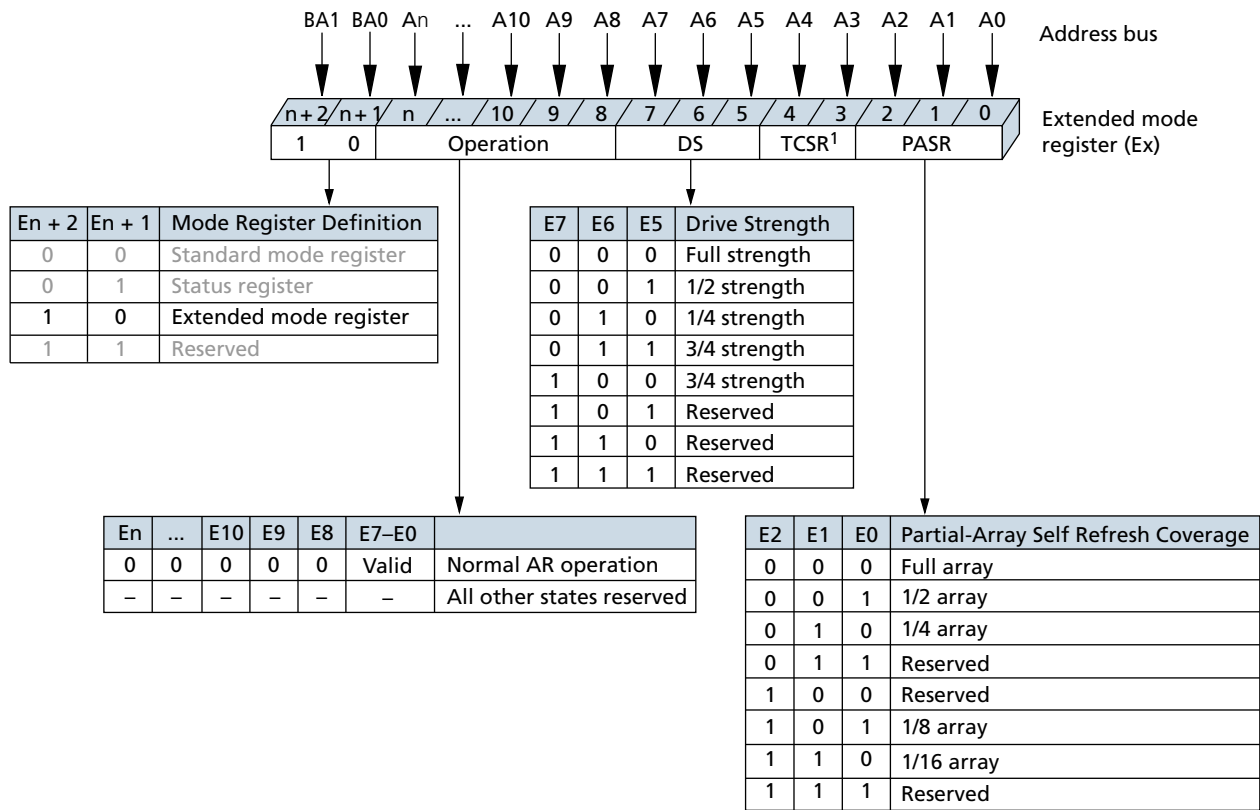 BA1 BA0 An ... A10 A9 A8 A7 A6 A5 A4 A3 A2 A1 A0 Address bus
n + 2 n + 1 n ... 10 9 8 7 6 5 4 3 2 1 0 Extended mode
register (Ex)
1 0 Operation DS TCSR1 PASR
En + 2 En + 1 Mode Register Definition
0 0 Standard mode register
0 1 Status register
1 0 Extended mode register
1 1 Reserved
E7 E6 E5 Drive Strength
0 0 0 Full strength
0 0 1 1/2 strength
0 1 0 1/4 strength
0 1 1 3/4 strength
1 0 0 3/4 strength
1 0 1 Reserved
1 1 0 Reserved
1 1 1 Reserved
En ... E10 E9 E8 E7–E0
0 0 0 0 0 Valid Normal AR operation
– – – – – – All other states reserved
E2 E1 E0 Partial-Array Self Refresh Coverage
0 0 0 Full array
0 0 1 1/2 array
0 1 0 1/4 array
0 1 1 Reserved
1 0 0 Reserved
1 0 1 1/8 array
1 1 0 1/16 array
1 1 1 Reserved